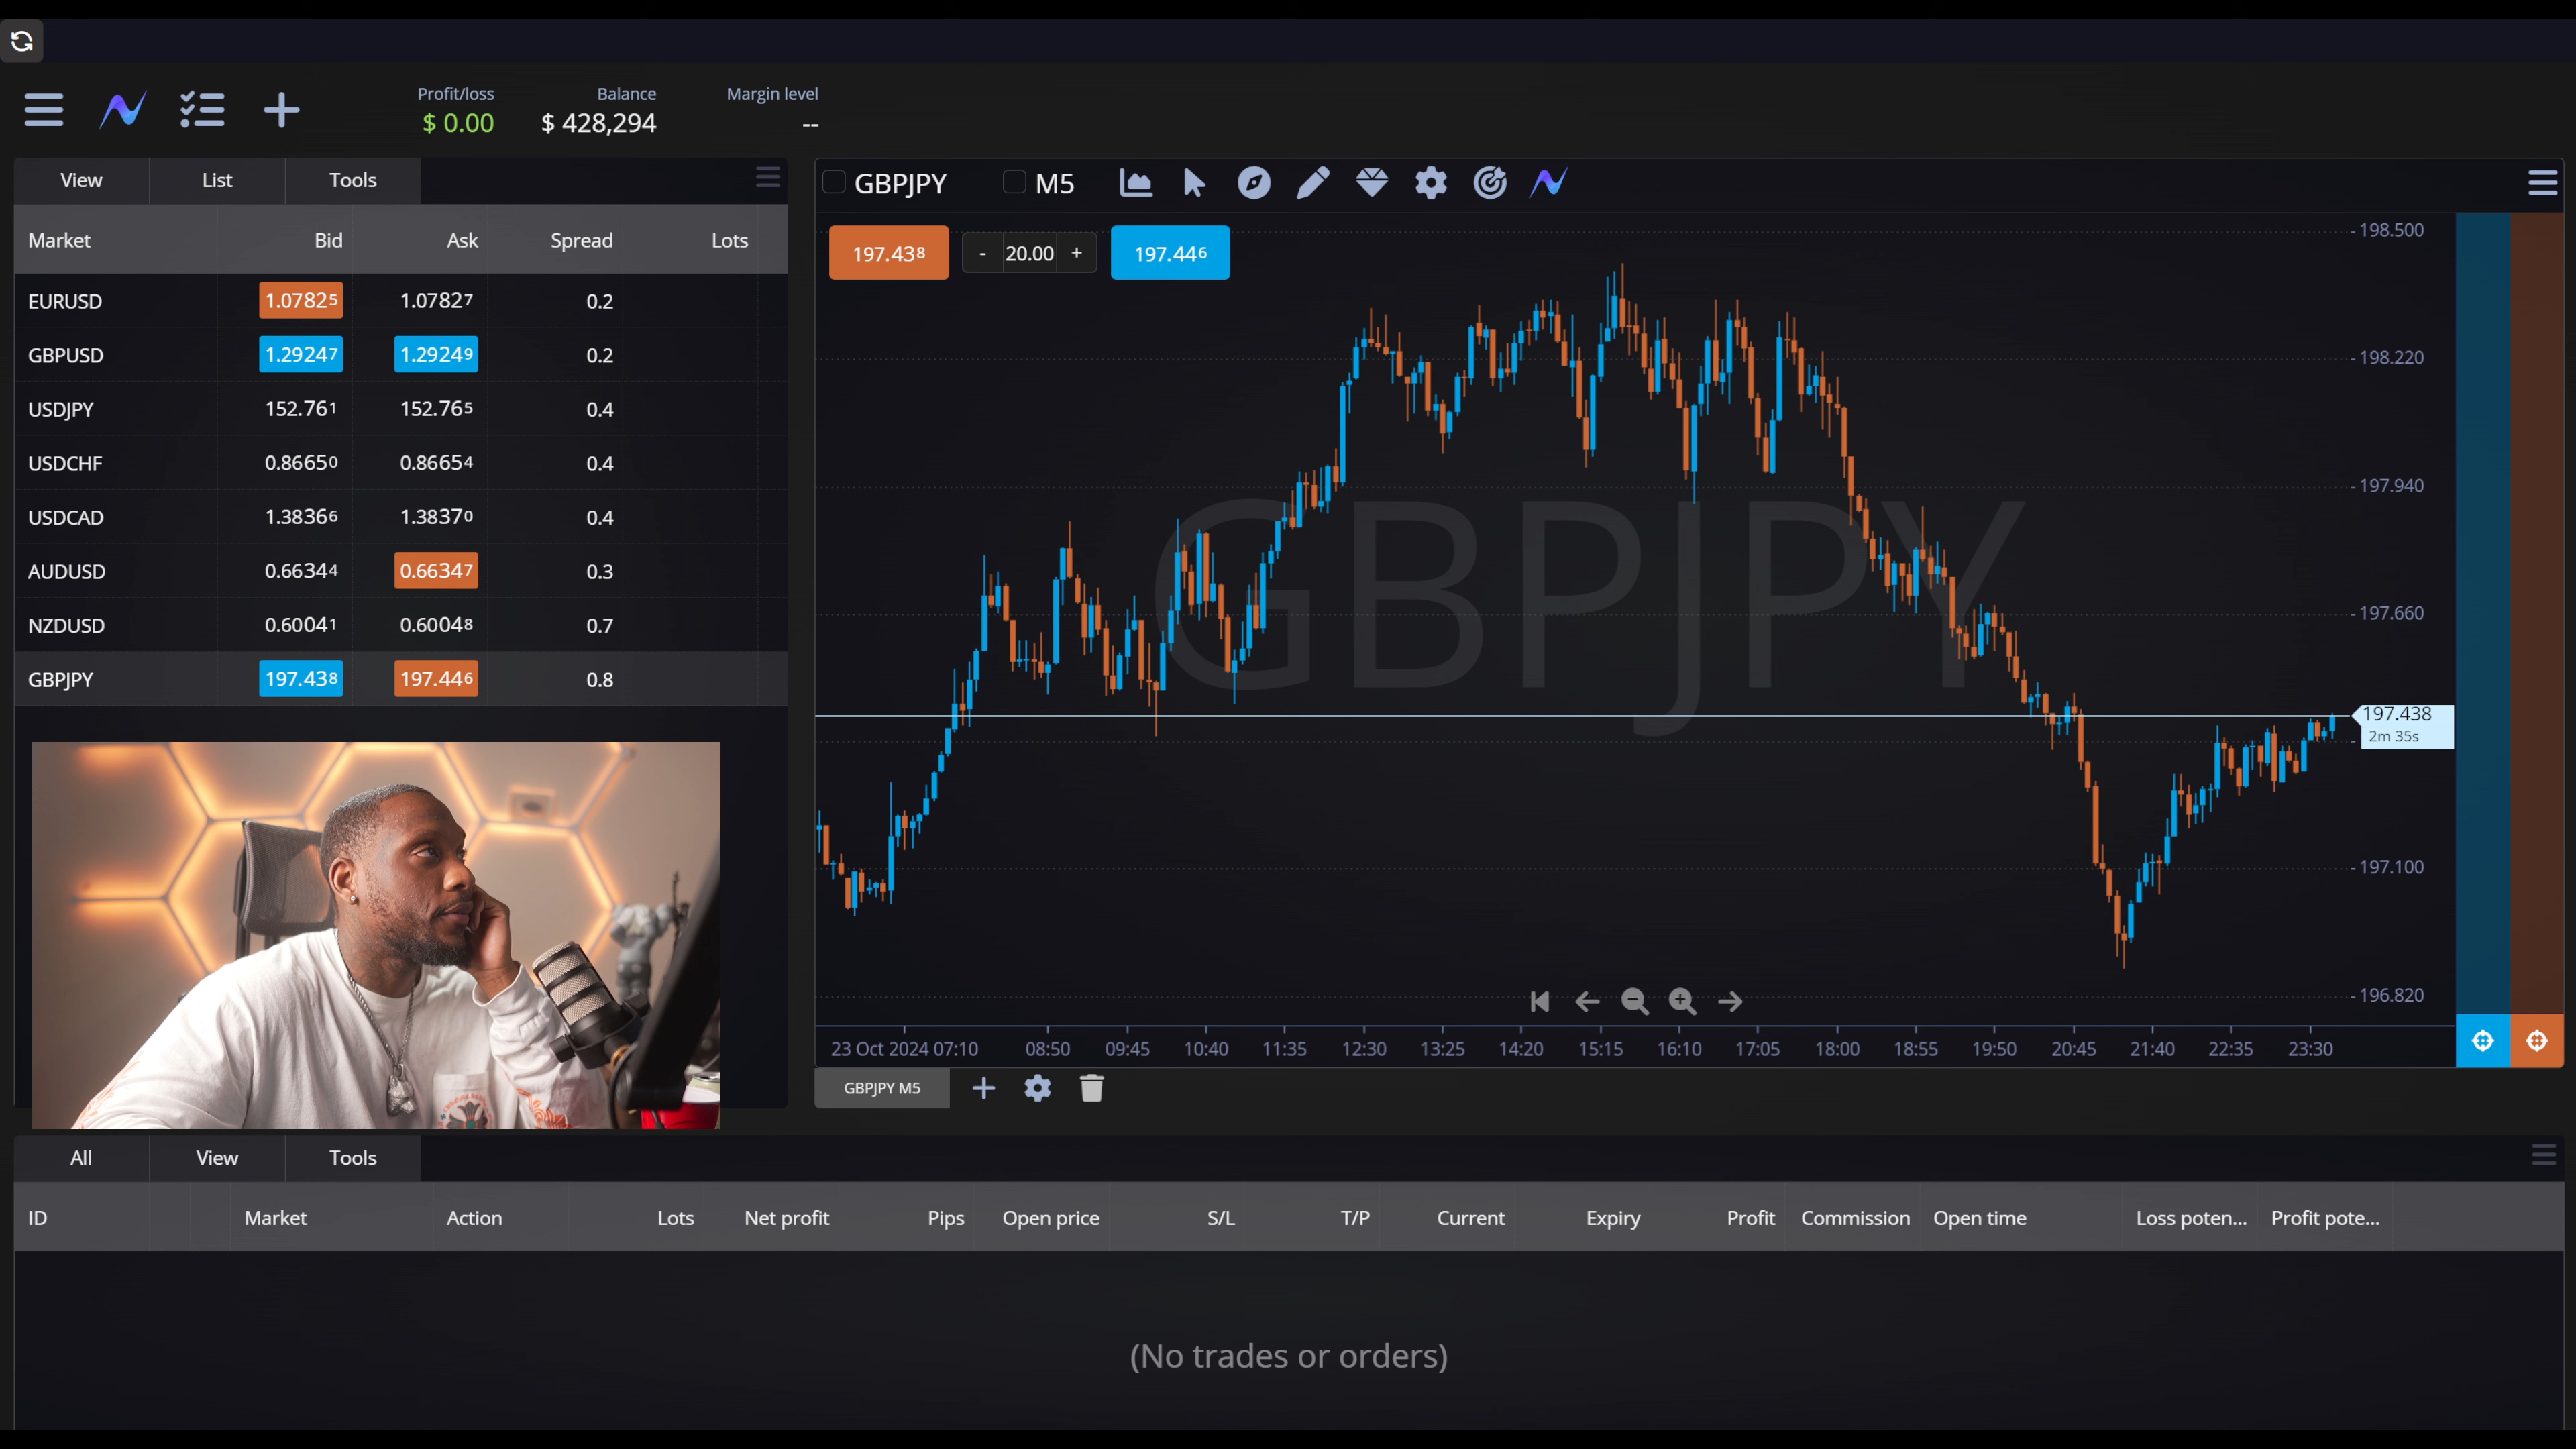 Profit/loss Balance Margin level
$ 0.00 $ 428,294 --
View List Tools
Market Bid Ask Spread Lots
EURUSD 1.07825 1.07827 0.2
GBPUSD 1.29247 1.29249 0.2
USDJPY 152.761 152.765 0.4
USDCHF 0.86650 0.86654 0.4
USDCAD 1.38366 1.38370 0.4
AUDUSD 0.66344 0.66347 0.3
NZDUSD 0.60041 0.60048 0.7
GBPJPY 197.438 197.446 0.8
GBPJPY M5
197.438 - 20.00 + 197.446
198.500
198.220
197.940
197.660
197.438
2m 35s
197.100
196.820
GBPJPY
23 Oct 2024 07:10 08:50 09:45 10:40 11:35 12:30 13:25 14:20 15:15 16:10 17:05 18:00 18:55 19:50 20:45 21:40 22:35 23:30
GBPJPY M5
All View Tools
ID Market Action Lots Net profit Pips Open price S/L T/P Current Expiry Profit Commission Open time Loss poten... Profit pote...
(No trades or orders)